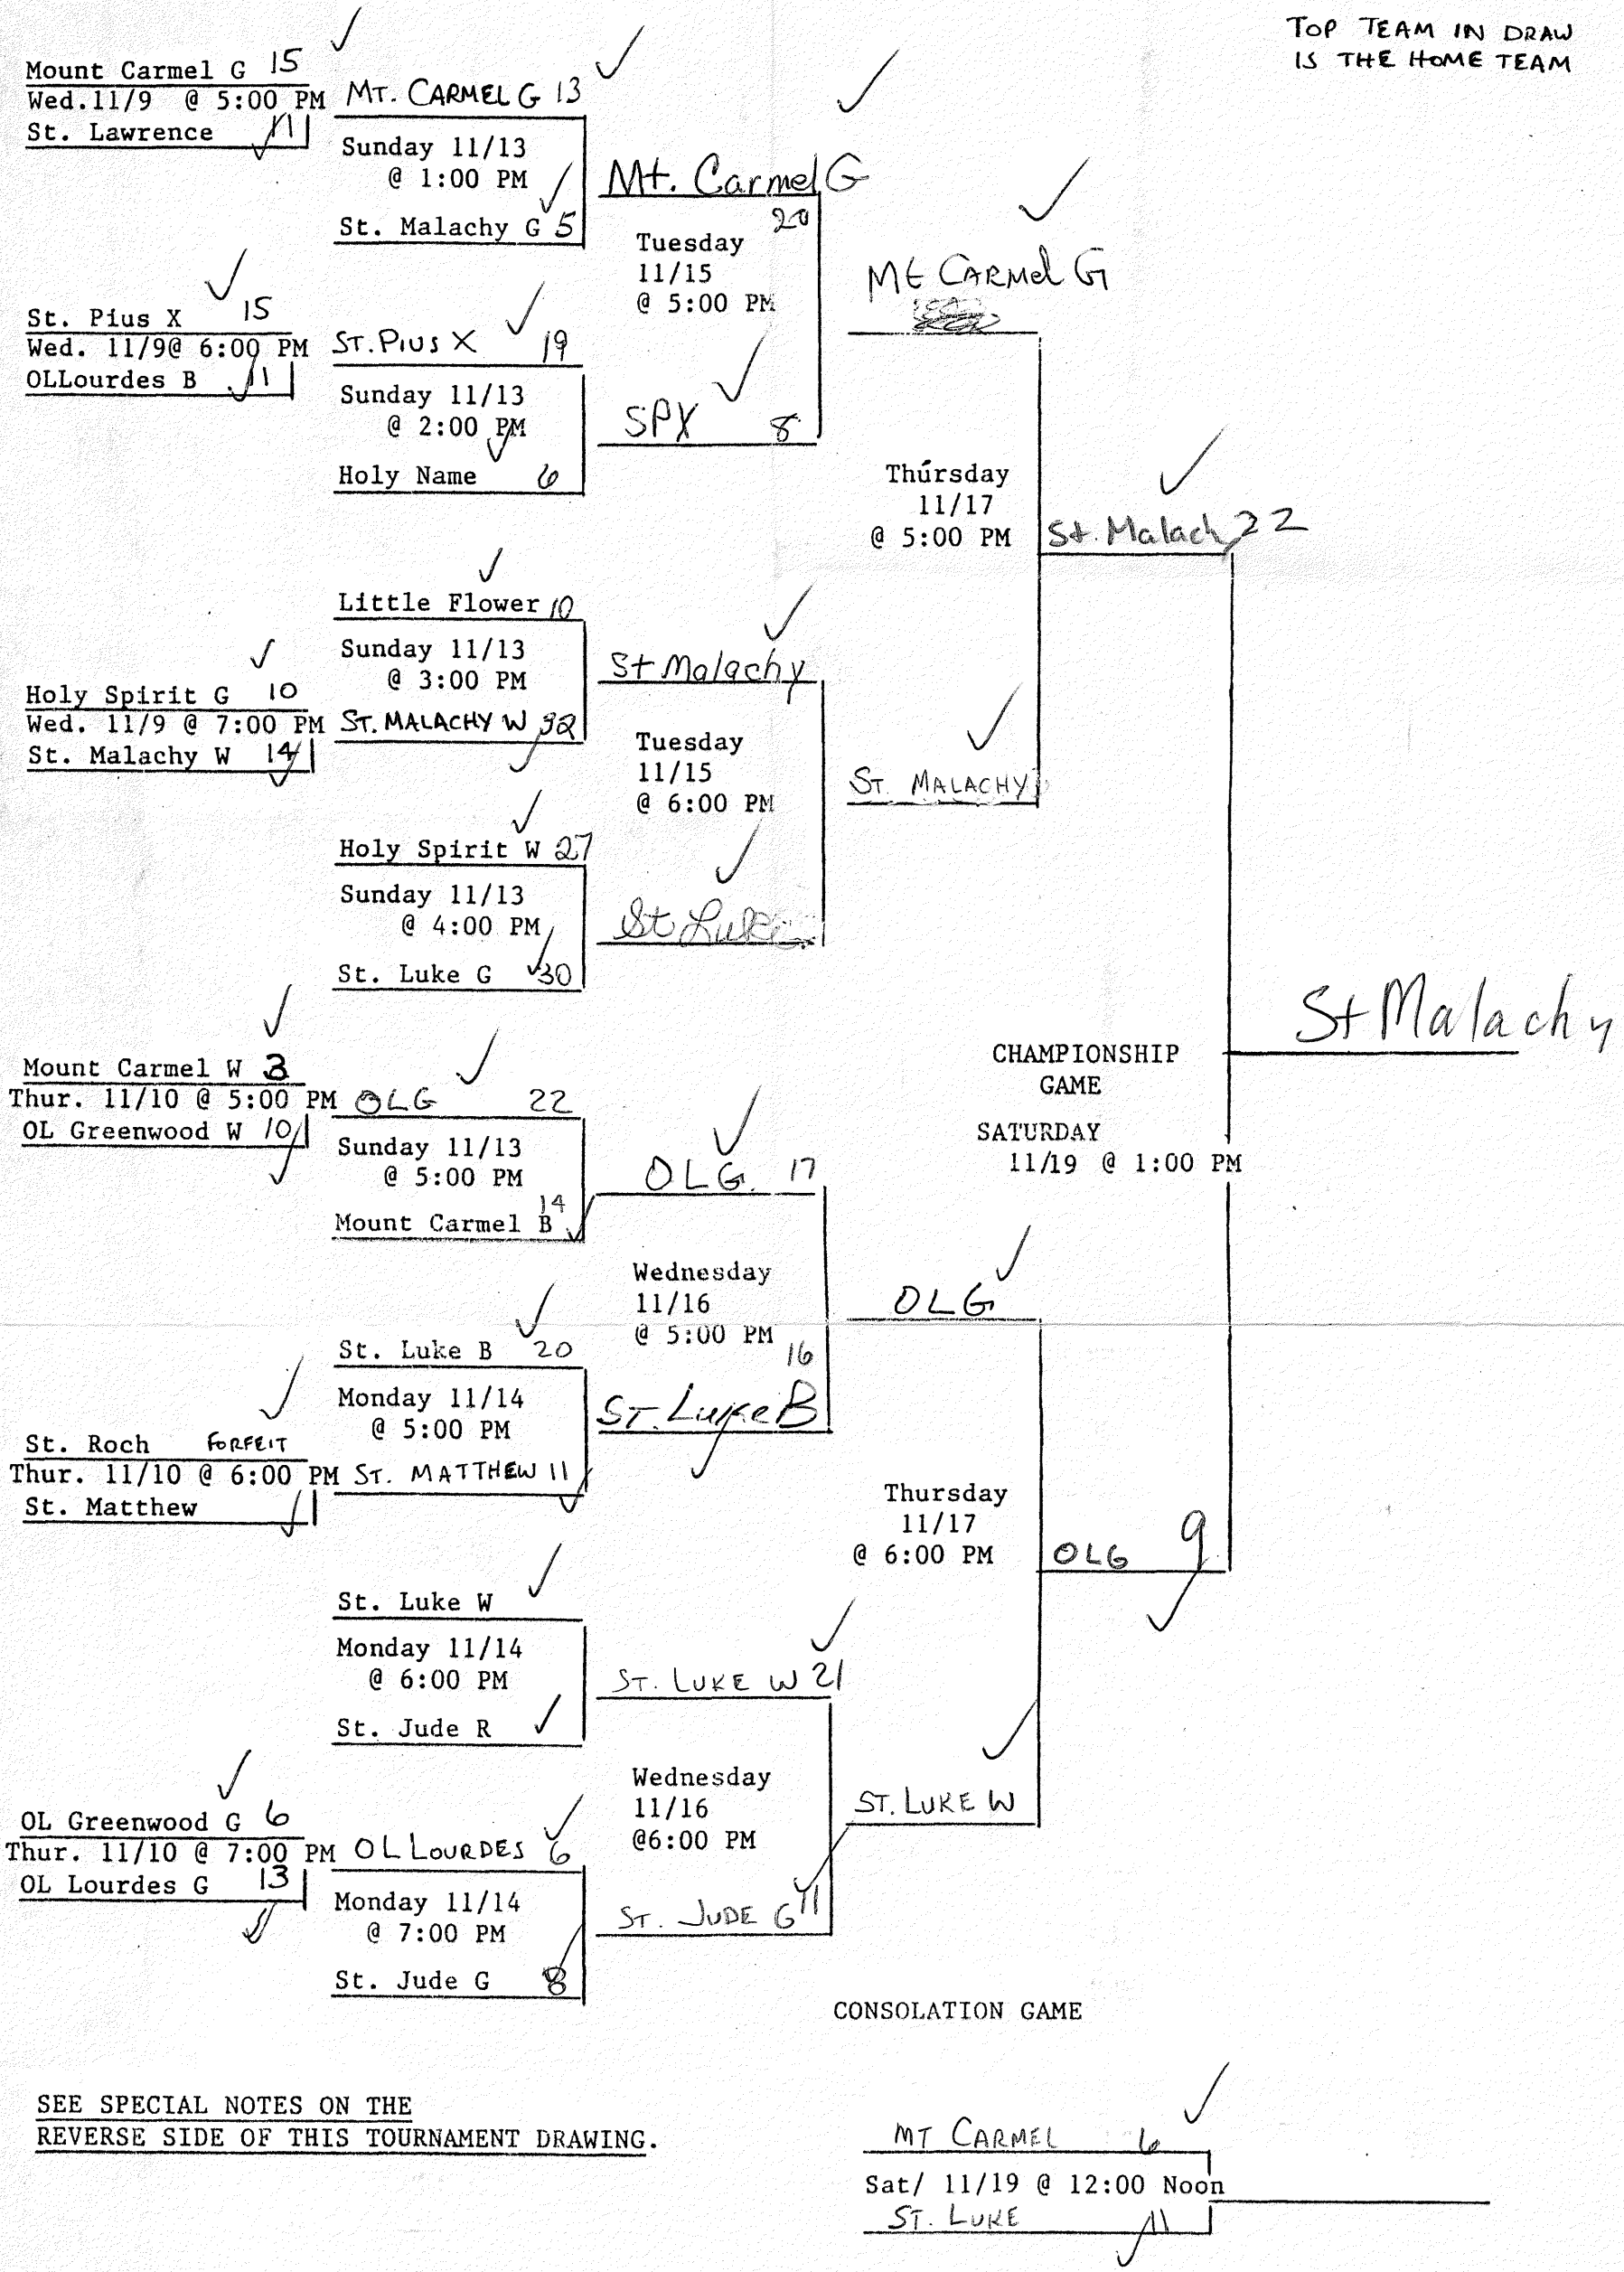 TOP TEAM IN DRAW
IS THE HOME TEAM
Mount Carmel G 15
Wed.11/9 @ 5:00 PM
St. Lawrence 11
MT. CARMEL G 13
Sunday 11/13
@ 1:00 PM
St. Malachy G 5
Mt. Carmel G
20
Tuesday
11/15
@ 5:00 PM
SPX 8
St. Pius X 15
Wed. 11/9@ 6:00 PM
OLLourdes B 11
ST. PIUS X 19
Sunday 11/13
@ 2:00 PM
Holy Name 6
Mt CARMEl G
Thursday
11/17
@ 5:00 PM
St. Malachy 22
Little Flower 10
Sunday 11/13
@ 3:00 PM
ST. MALACHY W 32
Holy Spirit G 10
Wed. 11/9 @ 7:00 PM
St. Malachy W 14
St Malachy
Tuesday
11/15
@ 6:00 PM
St Luke
ST. MALACHY
Holy Spirit W 27
Sunday 11/13
@ 4:00 PM
St. Luke G 30
St Malachy
CHAMPIONSHIP
GAME
SATURDAY
11/19 @ 1:00 PM
Mount Carmel W 3
Thur. 11/10 @ 5:00 PM
OL Greenwood W 10
OLG 22
Sunday 11/13
@ 5:00 PM
14
Mount Carmel B
OLG. 17
Wednesday
11/16
@ 5:00 PM
16
ST. Luke B
OLG
St. Luke B 20
Monday 11/14
@ 5:00 PM
ST. MATTHEW 11
St. Roch FORFEIT
Thur. 11/10 @ 6:00 PM
St. Matthew
Thursday
11/17
@ 6:00 PM
OLG 9
St. Luke W
Monday 11/14
@ 6:00 PM
St. Jude R
ST. LUKE W 21
Wednesday
11/16
@6:00 PM
ST. JUDE G 11
ST. LUKE W
OL Greenwood G 6
Thur. 11/10 @ 7:00 PM
OL Lourdes G 13
OL LOURDES 6
Monday 11/14
@ 7:00 PM
St. Jude G 8
CONSOLATION GAME
MT CARMEL 6
Sat/ 11/19 @ 12:00 Noon
ST. LUKE 11
SEE SPECIAL NOTES ON THE
REVERSE SIDE OF THIS TOURNAMENT DRAWING.